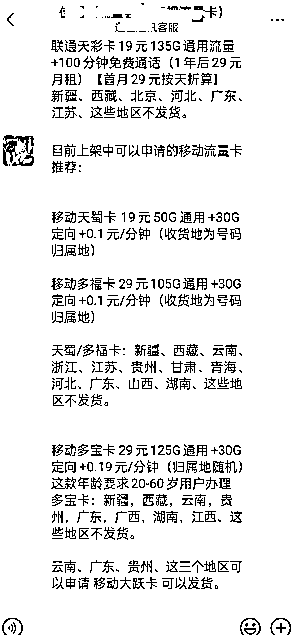 流量卡)
客服
联通天彩卡 19 元 135G 通用流量
+100 分钟免费通话 (1 年后 29 元
月租) 【首月 29 元按天折算】
新疆、西藏、北京、河北、广东、
江苏、这些地区不发货。
目前上架中可以申请的移动流量卡
推荐:
移动天蜀卡 19 元 50G 通用 +30G
定向 +0.1 元/分钟 (收货地为号码
归属地)
移动多福卡 29 元 105G 通用 +30G
定向 +0.1 元/分钟 (收货地为号码
归属地)
天蜀/多福卡: 新疆、西藏、云南、
浙江、江苏、贵州、甘肃、青海、
河北、广东、山西、湖南、这些地
区不发货。
移动多宝卡 29 元 125G 通用 +30G
定向 +0.19 元/分钟 (归属地随机)
这款年龄要求 20-60 岁用户办理
多宝卡: 新疆, 西藏, 云南, 贵
州, 广东, 广西, 湖南、江西、这
些地区不发货。
云南、广东、贵州、这三个地区可
以申请 移动大跃卡 可以发货。